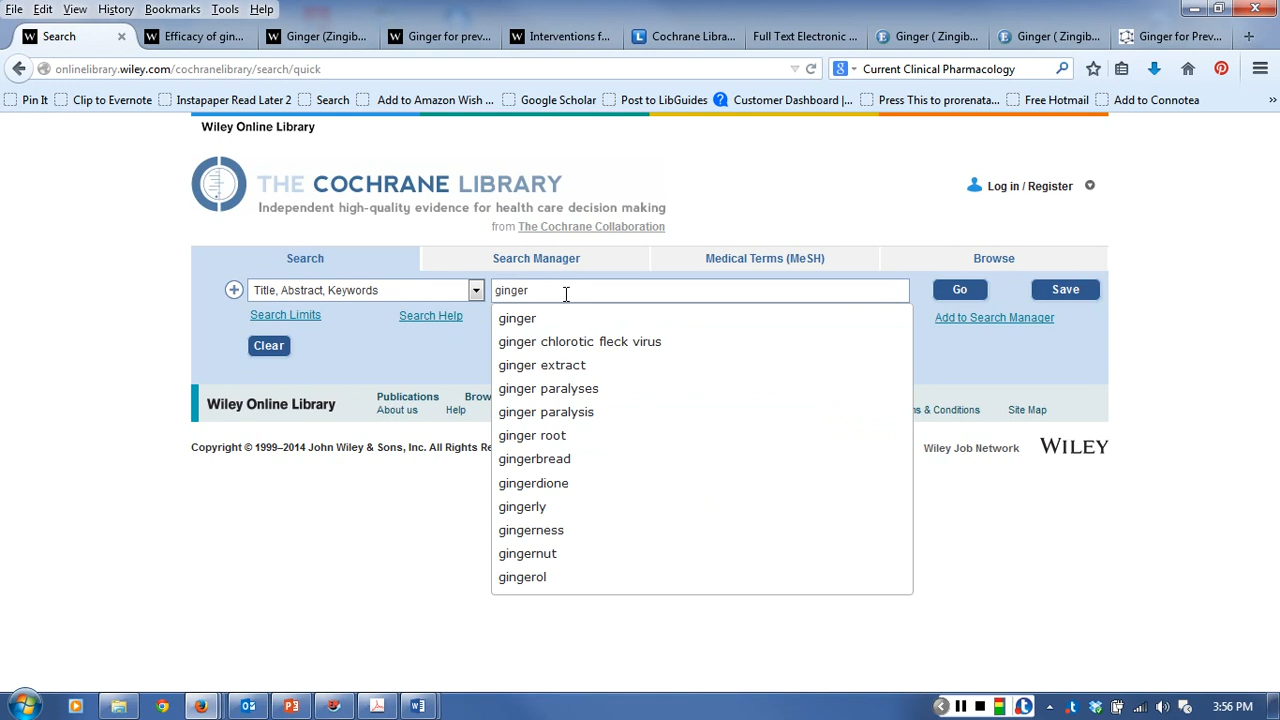 File Edit View History Bookmarks Tools Help
Search Efficacy of gin... Ginger (Zingib... Ginger for prev... Interventions f... Cochrane Libra... Full Text Electronic ... Ginger ( Zingib... Ginger ( Zingib... Ginger for Prev...
onlinelibrary.wiley.com/cochranelibrary/search/quick Current Clinical Pharmacology
Pin It Clip to Evernote Instapaper Read Later 2 Search Add to Amazon Wish ... Google Scholar Post to LibGuides Customer Dashboard |... Press This to prorenata... Free Hotmail Add to Connotea »
Wiley Online Library
THE COCHRANE LIBRARY
Independent high-quality evidence for health care decision making
from The Cochrane Collaboration
Log in / Register
Search Search Manager Medical Terms (MeSH) Browse
Title, Abstract, Keywords ginger Go Save
Search Limits Search Help Add to Search Manager
Clear
ginger
ginger chlorotic fleck virus
ginger extract
ginger paralyses
ginger paralysis
ginger root
gingerbread
gingerdione
gingerly
gingerness
gingernut
gingerol
Wiley Online Library Publications Brow
About us Help s & Conditions Site Map
Copyright © 1999–2014 John Wiley & Sons, Inc. All Rights Re Wiley Job Network WILEY
3:56 PM